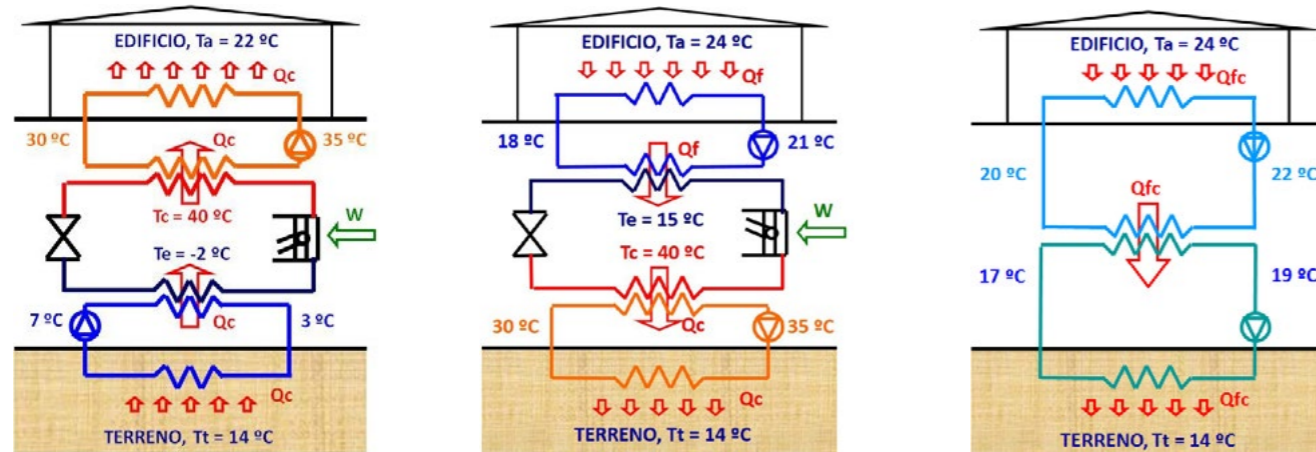 EDIFICIO, Ta = 22 ºC
Qc
30 ºC
35 ºC
Qc
Tc = 40 ºC
W
Te = -2 ºC
7 ºC
3 ºC
Qc
Qc
TERRENO, Tt = 14 ºC
EDIFICIO, Ta = 24 ºC
Qf
18 ºC
21 ºC
Qf
Te = 15 ºC
W
Tc = 40 ºC
30 ºC
35 ºC
Qc
Qc
TERRENO, Tt = 14 ºC
EDIFICIO, Ta = 24 ºC
Qfc
20 ºC
22 ºC
Qfc
17 ºC
19 ºC
Qfc
TERRENO, Tt = 14 ºC